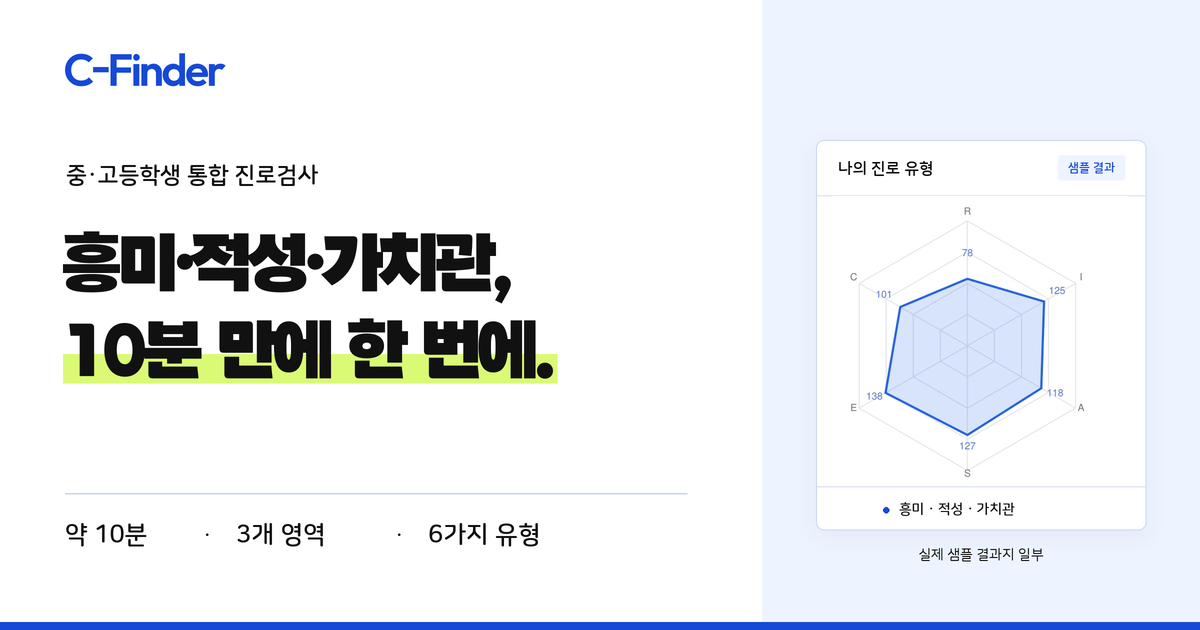 C-Finder
중·고등학생 통합 진로검사
흥미·적성·가치관,
10분 만에 한 번에.
약 10분 · 3개 영역 · 6가지 유형
나의 진로 유형 샘플 결과
R
78
C
101
I
125
E
138
A
118
127
S
흥미 · 적성 · 가치관
실제 샘플 결과지 일부